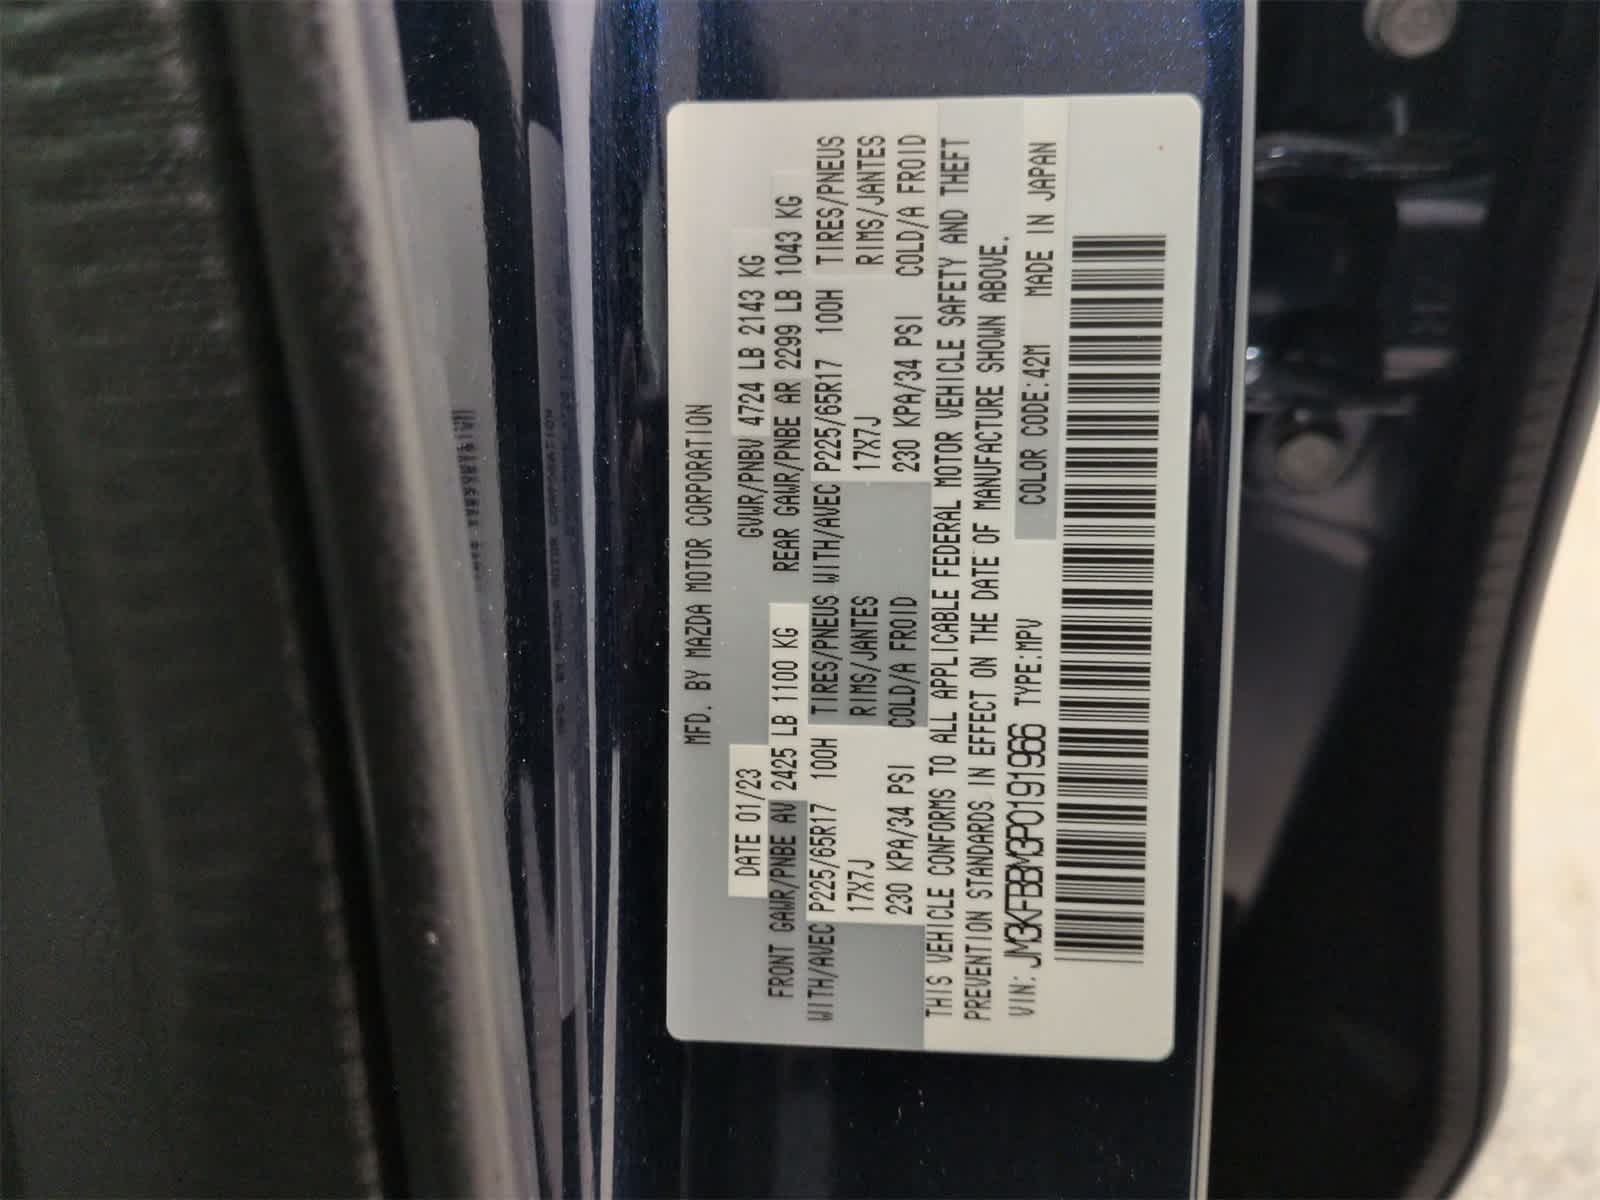 MFD. BY MAZDA MOTOR CORPORATION
DATE 01/23 GVWR/PNBV 4724 LB 2143 KG
FRONT GAWR/PNBE AV 2425 LB 1100 KG REAR GAWR/PNBE AR 2299 LB 1043 KG
WITH/AVEC P225/65R17 100H TIRES/PNEUS WITH/AVEC P225/65R17 100H TIRES/PNEUS
17X7J RIMS/JANTES 17X7J RIMS/JANTES
230 KPA/34 PSI COLD/A FROID 230 KPA/34 PSI COLD/A FROID
THIS VEHICLE CONFORMS TO ALL APPLICABLE FEDERAL MOTOR VEHICLE SAFETY AND THEFT
PREVENTION STANDARDS IN EFFECT ON THE DATE OF MANUFACTURE SHOWN ABOVE.
VIN: JM3KFBBM3P0191966 TYPE:MPV COLOR CODE:42M MADE IN JAPAN